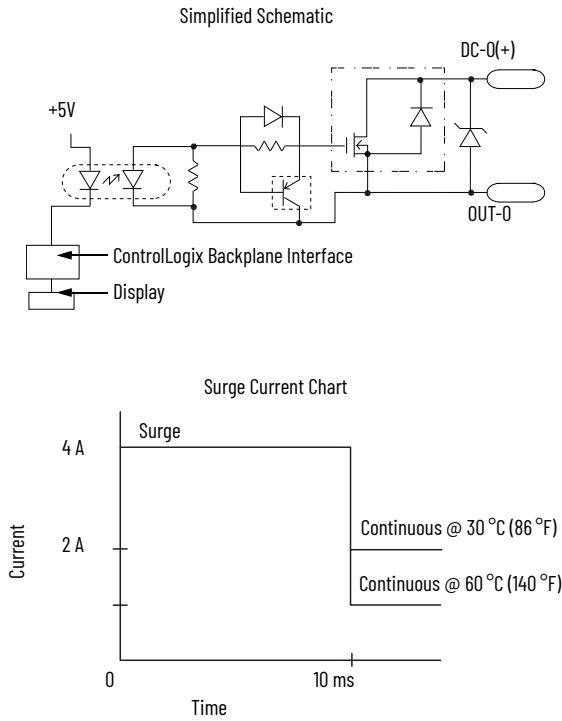 Simplified Schematic
DC-0(+)
+5V
OUT-0
ControlLogix Backplane Interface
Display
Surge Current Chart
Surge
4 A
Continuous @ 30 °C (86 °F)
2 A
Continuous @ 60 °C (140 °F)
Current
0
10 ms
Time